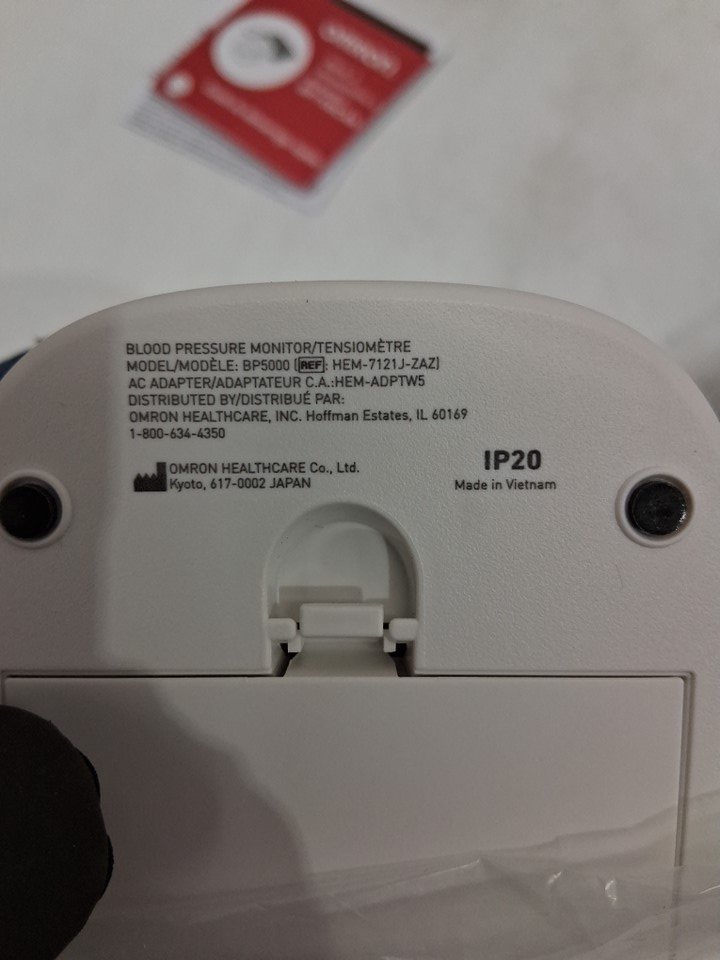 omron
BLOOD PRESSURE MONITOR/TENSIOMÈTRE
MODEL/MODÈLE: BP5000 (REF: HEM-7121J-ZAZ)
AC ADAPTER/ADAPTATEUR C.A.:HEM-ADPTW5
DISTRIBUTED BY/DISTRIBUÉ PAR:
OMRON HEALTHCARE, INC. Hoffman Estates, IL 60169
1-800-634-4350
OMRON HEALTHCARE Co., Ltd.
Kyoto, 617-0002 JAPAN
IP20
Made in Vietnam